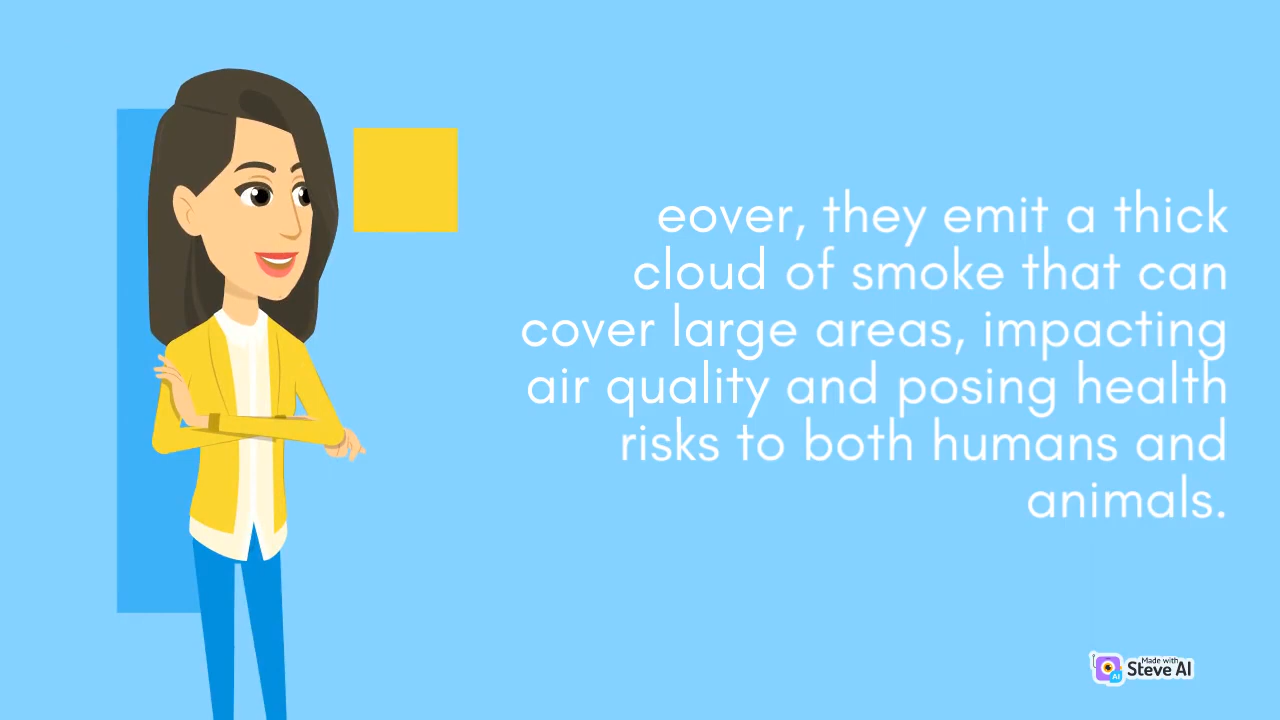 eover, they emit a thick
cloud of smoke that can
cover large areas, impacting
air quality and posing health
risks to both humans and
animals.
Made with
Steve AI
AI